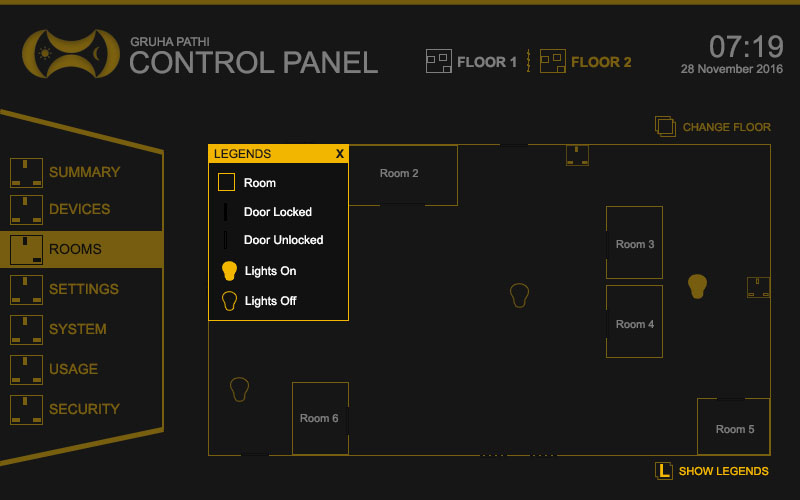 GRUHA PATHI
CONTROL PANEL
FLOOR 1
FLOOR 2
07:19
28 November 2016
CHANGE FLOOR
SUMMARY
DEVICES
ROOMS
SETTINGS
SYSTEM
USAGE
SECURITY
LEGENDS X
Room
Door Locked
Door Unlocked
Lights On
Lights Off
Room 2
Room 3
Room 4
Room 6
Room 5
L SHOW LEGENDS